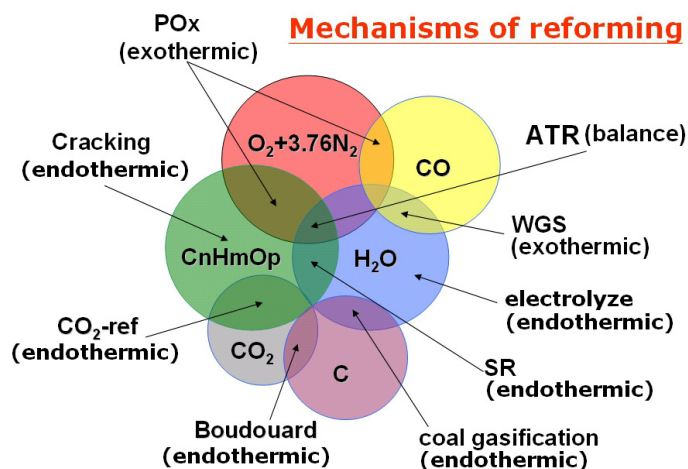 POx
(exothermic)
Mechanisms of reforming
Cracking
(endothermic)
O₂+3.76N₂
CO
ATR (balance)
WGS
(exothermic)
CnHmOp
H₂O
electrolyze
(endothermic)
CO₂-ref
(endothermic)
CO₂
C
SR
(endothermic)
Boudouard
(endothermic)
coal gasification
(endothermic)